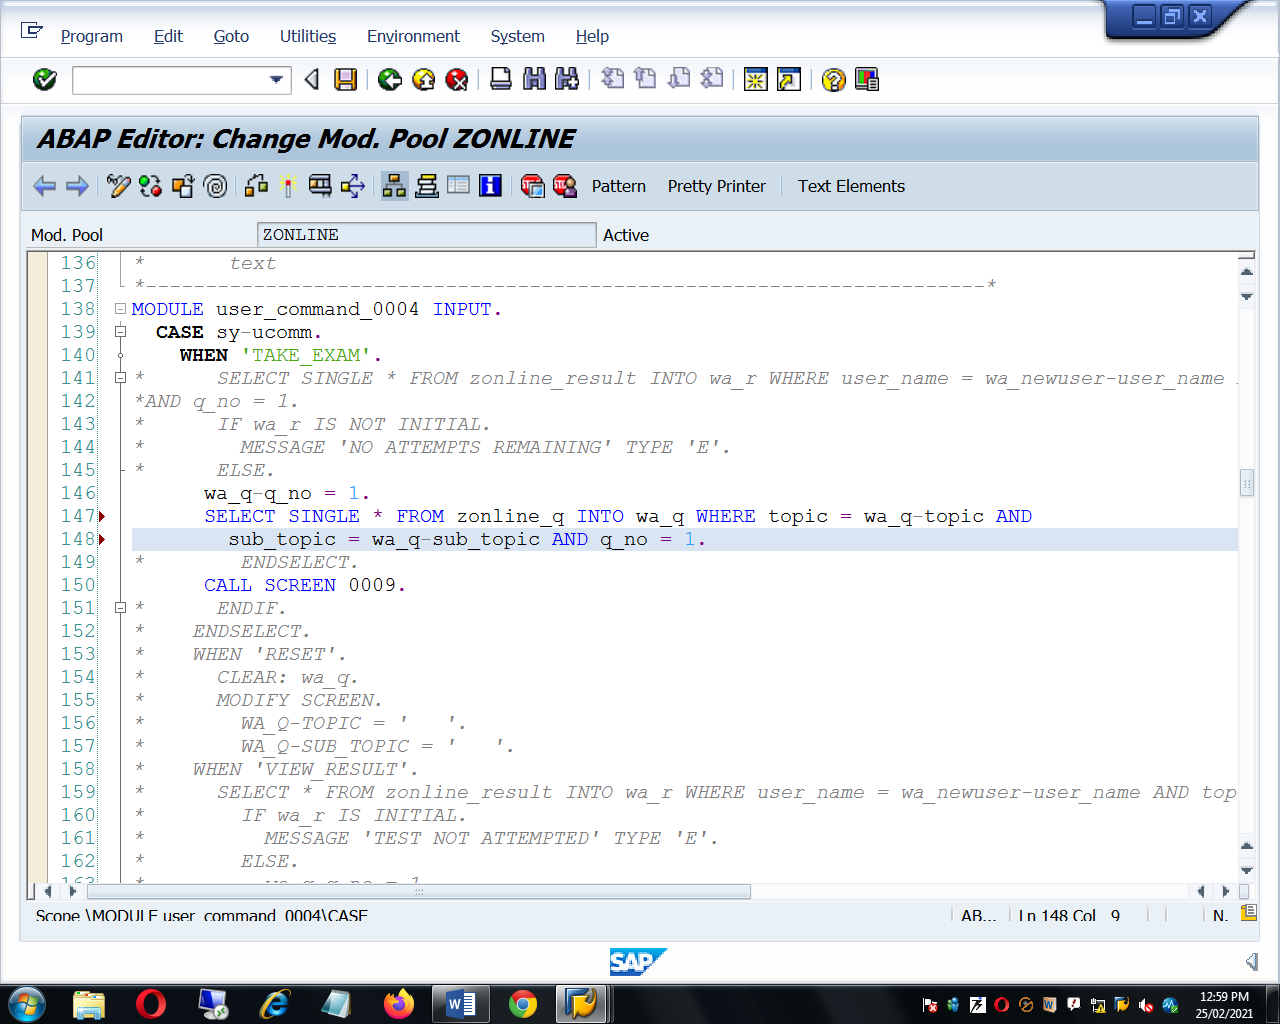 Program Edit Goto Utilities Environment System Help
ABAP Editor: Change Mod. Pool ZONLINE
Pattern Pretty Printer Text Elements
Mod. Pool ZONLINE Active
136 * text
137 *----------------------------------------------------------------------*
138 MODULE user_command_0004 INPUT.
139 CASE sy-ucomm.
140 WHEN 'TAKE_EXAM'.
141 * SELECT SINGLE * FROM zonline_result INTO wa_r WHERE user_name = wa_newuser-user_name
142 *AND q_no = 1.
143 * IF wa_r IS NOT INITIAL.
144 * MESSAGE 'NO ATTEMPTS REMAINING' TYPE 'E'.
145 * ELSE.
146 wa_q-q_no = 1.
147 SELECT SINGLE * FROM zonline_q INTO wa_q WHERE topic = wa_q-topic AND
148 sub_topic = wa_q-sub_topic AND q_no = 1.
149 * ENDSELECT.
150 CALL SCREEN 0009.
151 * ENDIF.
152 * ENDSELECT.
153 * WHEN 'RESET'.
154 * CLEAR: wa_q.
155 * MODIFY SCREEN.
156 * WA_Q-TOPIC = '   '.
157 * WA_Q-SUB_TOPIC = '   '.
158 * WHEN 'VIEW_RESULT'.
159 * SELECT * FROM zonline_result INTO wa_r WHERE user_name = wa_newuser-user_name AND top
160 * IF wa_r IS INITIAL.
161 * MESSAGE 'TEST NOT ATTEMPTED' TYPE 'E'.
162 * ELSE.
163 * wa_q-q_no = 1
Scope \MODULE user_command_0004\CASE AB... Ln 148 Col 9 N.
SAP
12:59 PM
25/02/2021